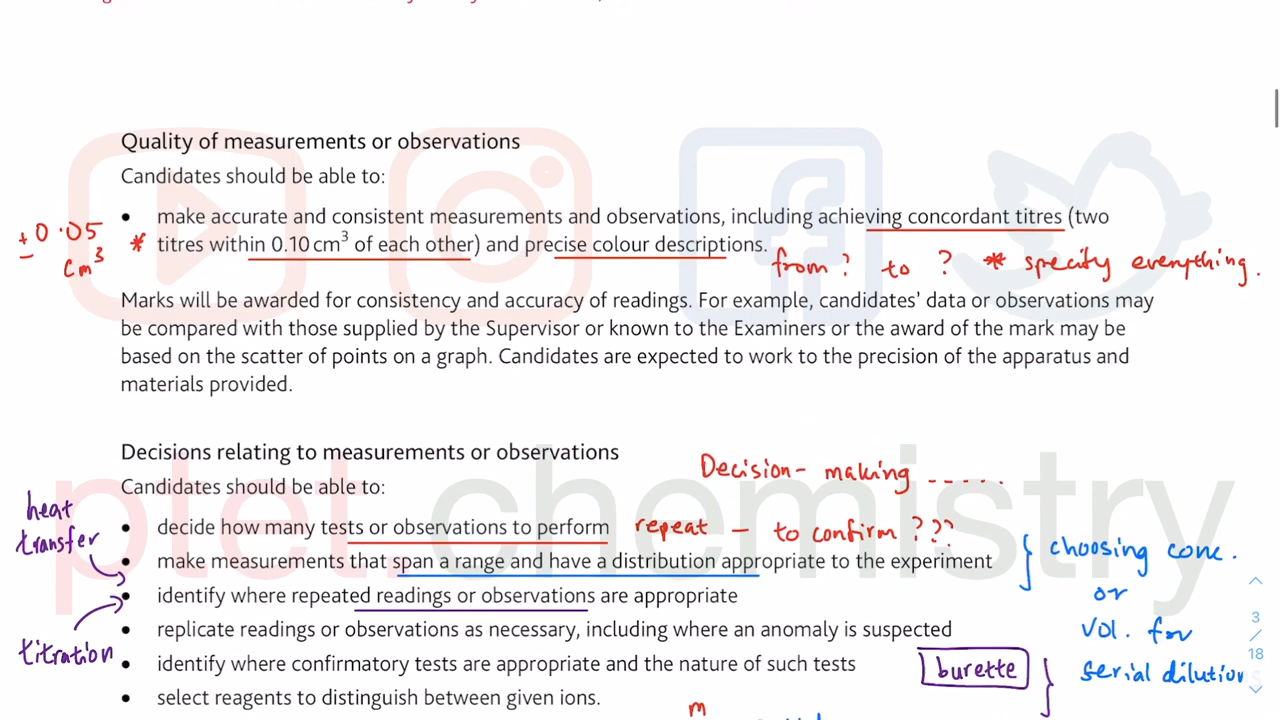 Quality of measurements or observations
Candidates should be able to:
• make accurate and consistent measurements and observations, including achieving concordant titres (two
titres within 0.10 cm³ of each other) and precise colour descriptions.
+ 0.05
- cm³
*
from ? to ? * specify everything.
Marks will be awarded for consistency and accuracy of readings. For example, candidates' data or observations may
be compared with those supplied by the Supervisor or known to the Examiners or the award of the mark may be
based on the scatter of points on a graph. Candidates are expected to work to the precision of the apparatus and
materials provided.
Decisions relating to measurements or observations
Decision-making .....
Candidates should be able to:
heat
transfer
• decide how many tests or observations to perform repeat – to confirm ???
• make measurements that span a range and have a distribution appropriate to the experiment
choosing conc.
or
vol. for
serial dilution
• identify where repeated readings or observations are appropriate
• replicate readings or observations as necessary, including where an anomaly is suspected
titration
• identify where confirmatory tests are appropriate and the nature of such tests
burette
• select reagents to distinguish between given ions.
m
3
/
18
chemistry